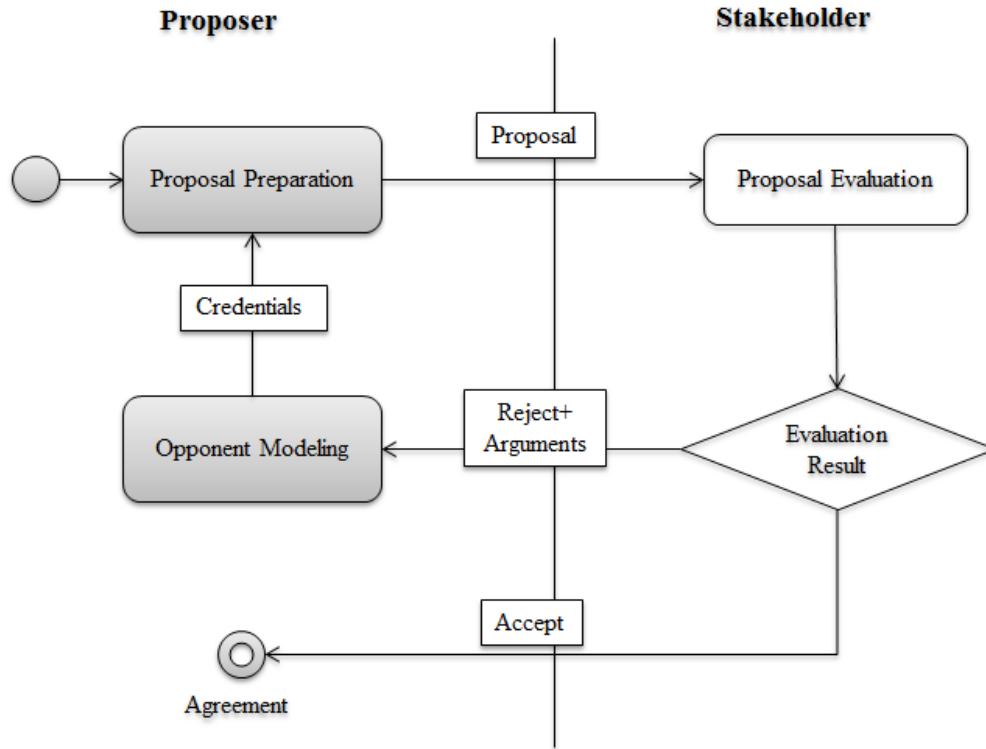 Proposer
Stakeholder
Proposal
Proposal Preparation
Proposal Evaluation
Credentials
Reject+
Arguments
Opponent Modeling
Evaluation
Result
Accept
Agreement